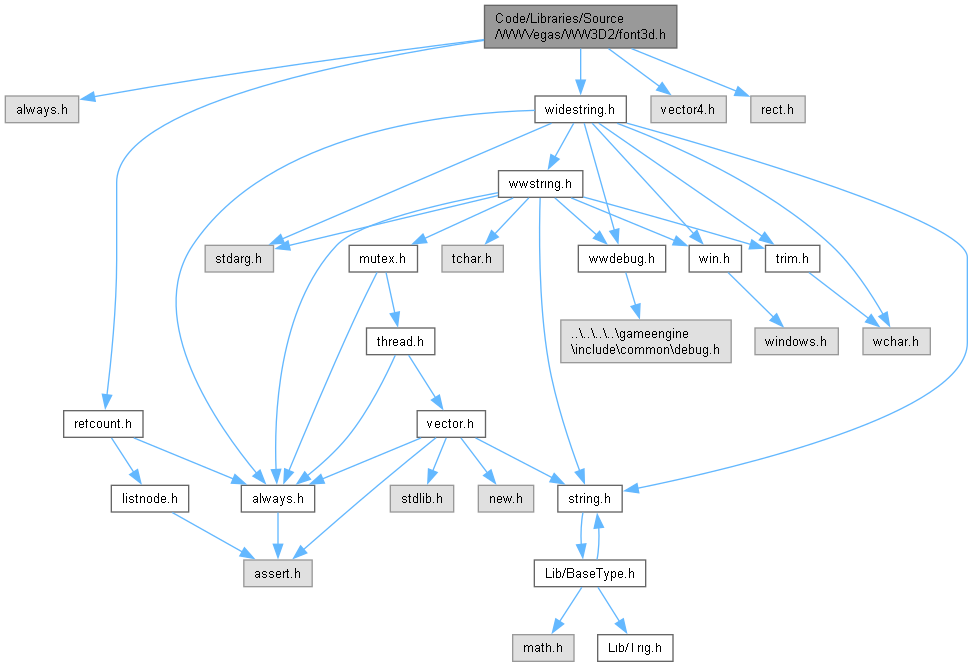 Code/Libraries/Source
/WWVegas/WW3D2/font3d.h
always.h
widestring.h
vector4.h
rect.h
wwstring.h
stdarg.h
mutex.h
tchar.h
wwdebug.h
win.h
trim.h
thread.h
..\..\..\..\gameengine
\include\common\debug.h
windows.h
wchar.h
refcount.h
vector.h
listnode.h
always.h
stdlib.h
new.h
string.h
assert.h
Lib/BaseType.h
math.h
Lib/Trig.h